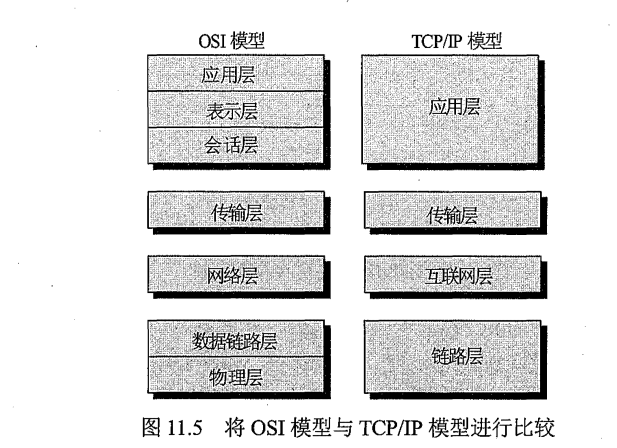 OSI 模型
TCP/IP 模型
应用层
表示层
会话层
应用层
传输层
传输层
网络层
互联网层
数据链路层
物理层
链路层
图 11.5 将 OSI 模型与 TCP/IP 模型进行比较